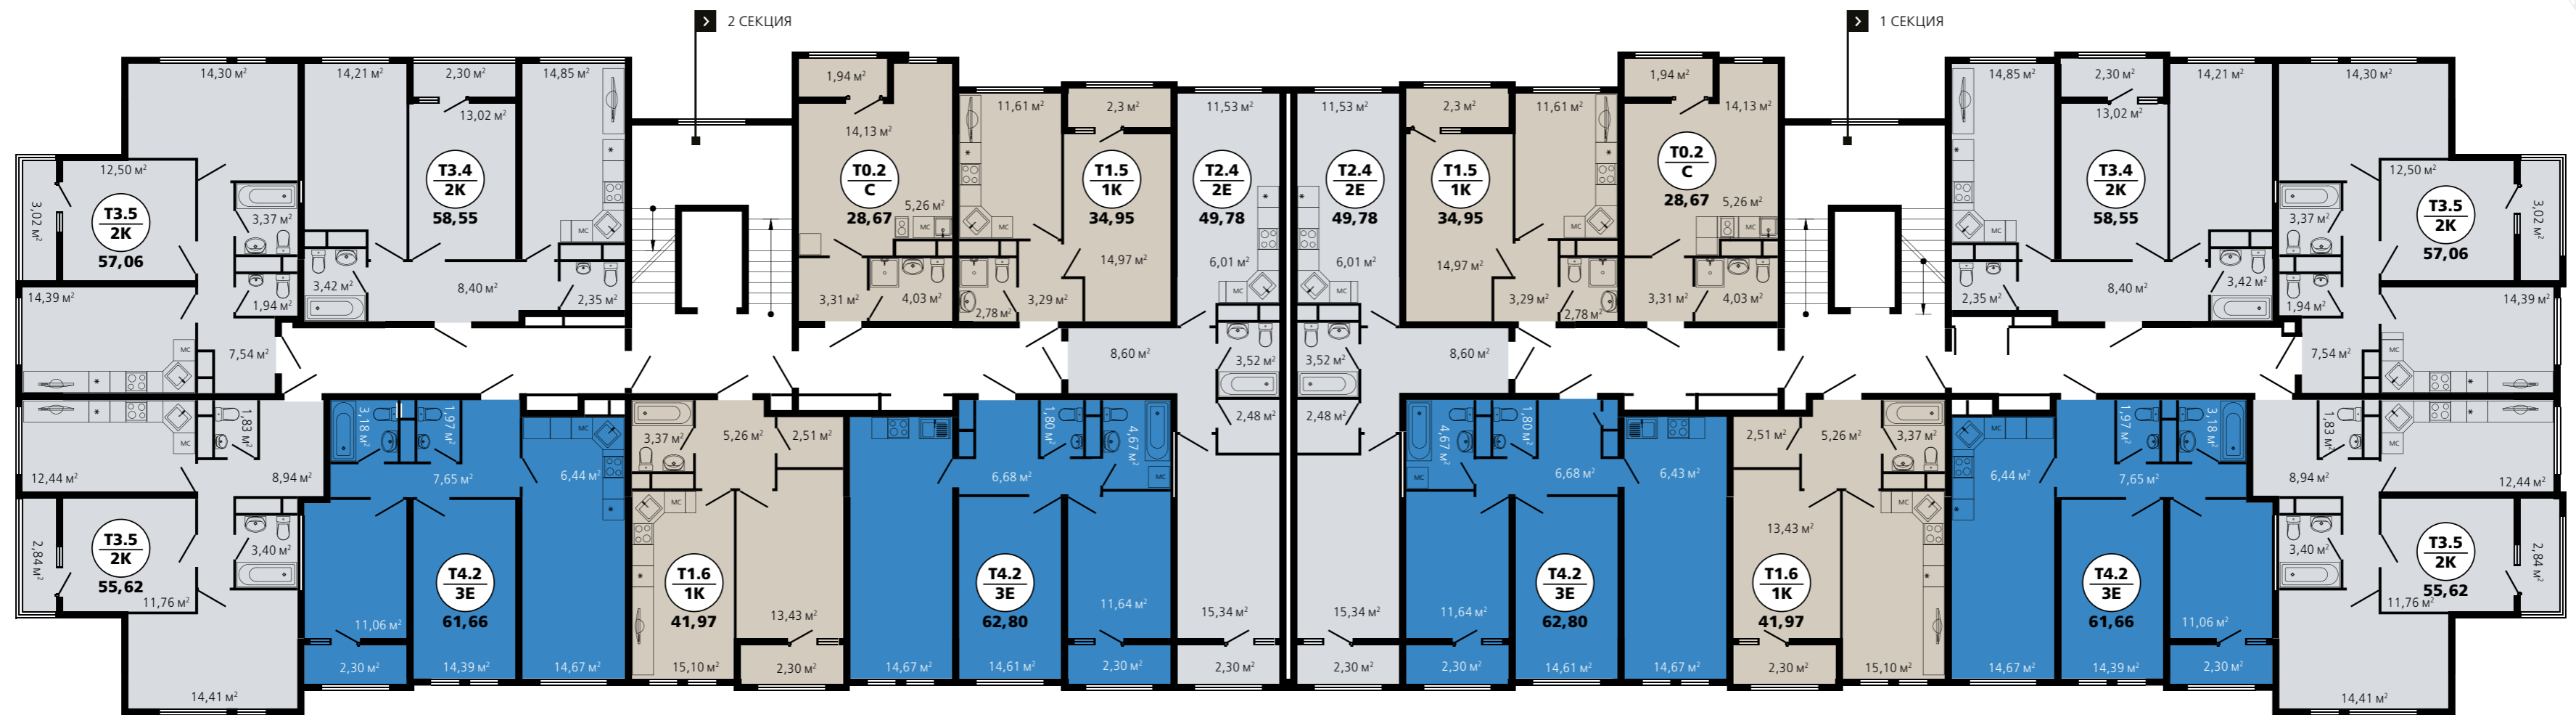 2 СЕКЦИЯ
1 СЕКЦИЯ
14,30 м²
14,21 м²
2,30 м²
14,85 м²
13,02 м²
12,50 м²
3,02 м²
Т3.5
2К
57,06
3,37 м²
1,94 м²
14,39 м²
7,54 м²
МС
Т3.4
2К
58,55
3,42 м²
8,40 м²
2,35 м²
МС
1,94 м²
14,13 м²
Т0.2
С
28,67
5,26 м²
3,31 м²
4,03 м²
11,61 м²
2,3 м²
Т1.5
1К
34,95
14,97 м²
2,78 м²
3,29 м²
11,53 м²
Т2.4
2Е
49,78
6,01 м²
МС
8,60 м²
3,52 м²
2,48 м²
15,34 м²
2,30 м²
11,53 м²
Т2.4
2Е
49,78
6,01 м²
МС
3,52 м²
8,60 м²
2,48 м²
15,34 м²
2,30 м²
2,3 м²
11,61 м²
Т1.5
1К
34,95
14,97 м²
3,29 м²
2,78 м²
1,94 м²
14,13 м²
Т0.2
С
28,67
5,26 м²
3,31 м²
4,03 м²
14,85 м²
2,30 м²
14,21 м²
13,02 м²
Т3.4
2К
58,55
МС
2,35 м²
8,40 м²
3,42 м²
14,30 м²
12,50 м²
3,02 м²
Т3.5
2К
57,06
3,37 м²
1,94 м²
14,39 м²
7,54 м²
МС
МС
1,83 м²
12,44 м²
8,94 м²
Т3.5
2К
55,62
2,84 м²
11,76 м²
3,40 м²
14,41 м²
3,18 м²
1,97 м²
7,65 м²
МС
6,44 м²
Т4.2
3Е
61,66
11,06 м²
2,30 м²
14,39 м²
14,67 м²
3,37 м²
5,26 м²
2,51 м²
МС
Т1.6
1К
41,97
13,43 м²
15,10 м²
2,30 м²
6,68 м²
1,80 м²
4,67 м²
МС
Т4.2
3Е
62,80
11,64 м²
14,67 м²
14,61 м²
2,30 м²
4,67 м²
1,80 м²
МС
6,68 м²
6,43 м²
Т4.2
3Е
62,80
11,64 м²
2,30 м²
14,61 м²
14,67 м²
2,51 м²
5,26 м²
3,37 м²
МС
13,43 м²
Т1.6
1К
41,97
2,30 м²
15,10 м²
МС
6,44 м²
1,97 м²
3,18 м²
7,65 м²
Т4.2
3Е
61,66
11,06 м²
14,67 м²
14,39 м²
2,30 м²
1,83 м²
МС
8,94 м²
12,44 м²
3,40 м²
Т3.5
2К
55,62
2,84 м²
11,76 м²
14,41 м²